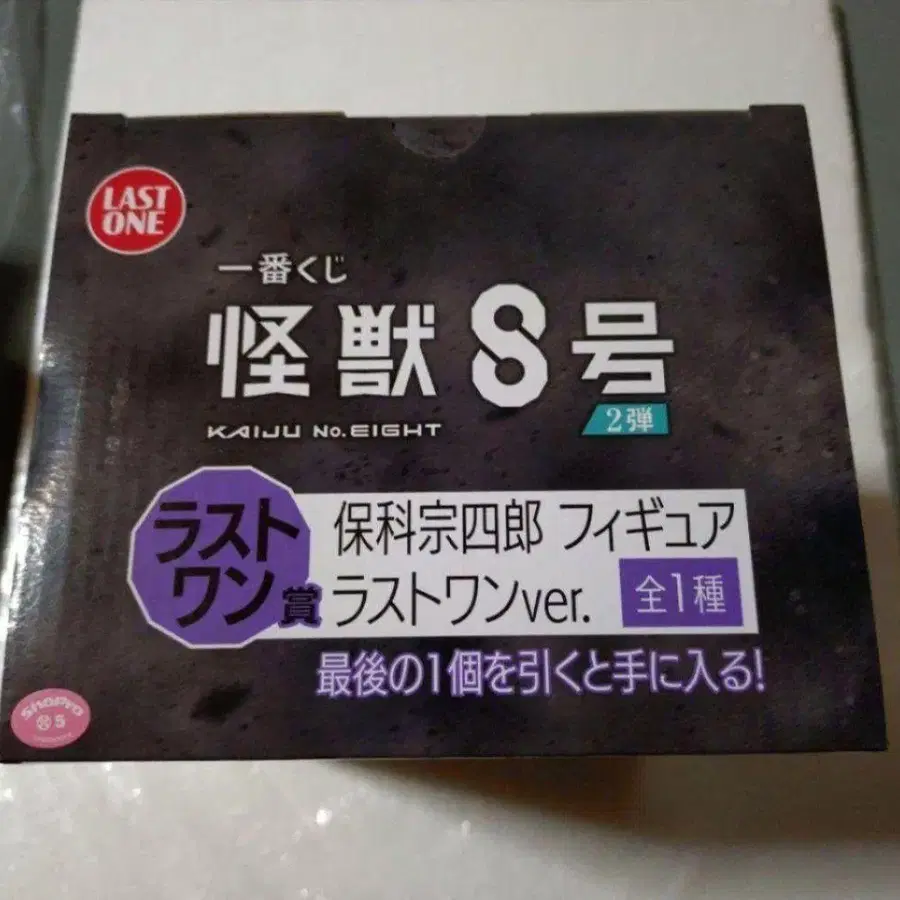 LAST
ONE
一番くじ
怪獣8号
KAIJU No.EIGHT
2弾
ラスト
ワン賞
保科宗四郎 フィギュア
ラストワンver.
全1種
最後の1個を引くと手に入る!
ShoPro
5